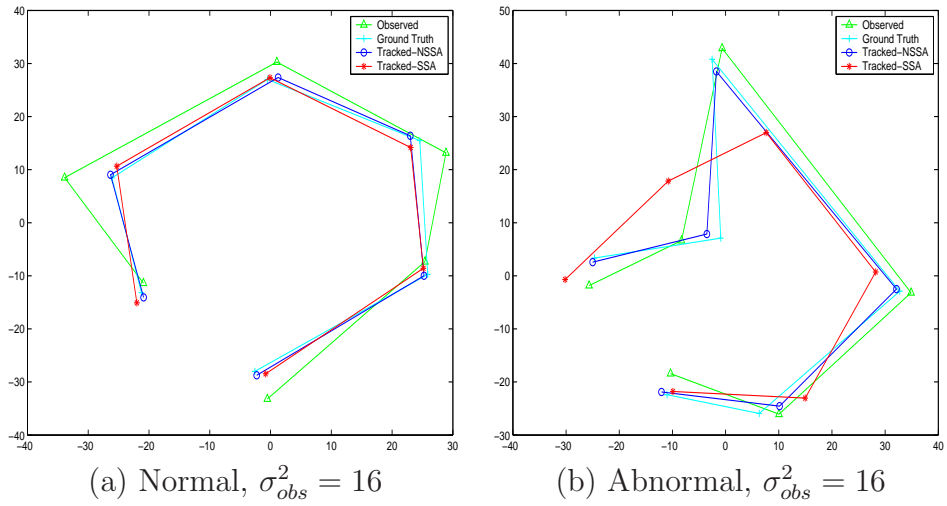 40
30
20
10
0
−10
−20
−30
−40
−40 −30 −20 −10 0 10 20 30
Observed
Ground Truth
Tracked−NSSA
Tracked−SSA
(a) Normal, σ²_obs = 16
50
40
30
20
10
0
−10
−20
−30
−40 −30 −20 −10 0 10 20 30 40
Observed
Ground Truth
Tracked−NSSA
Tracked−SSA
(b) Abnormal, σ²_obs = 16